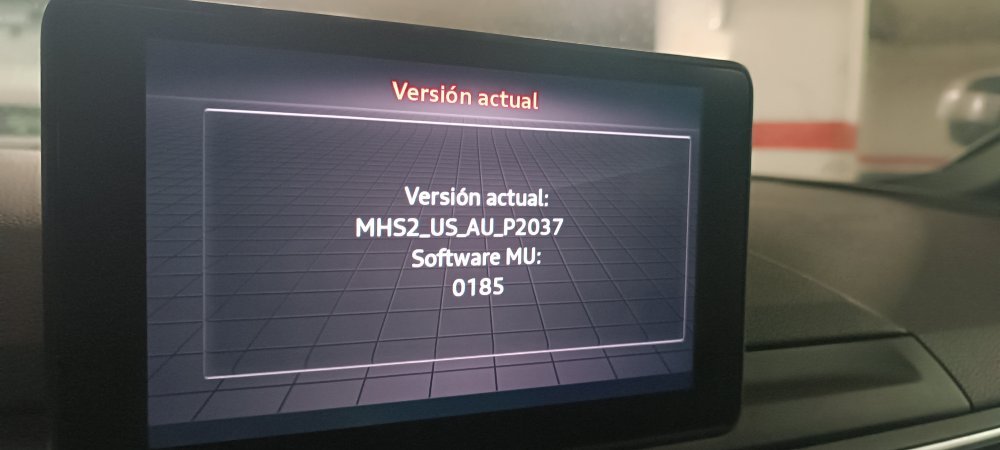 Versión actual
Versión actual:
MHS2_US_AU_P2037
Software MU:
0185